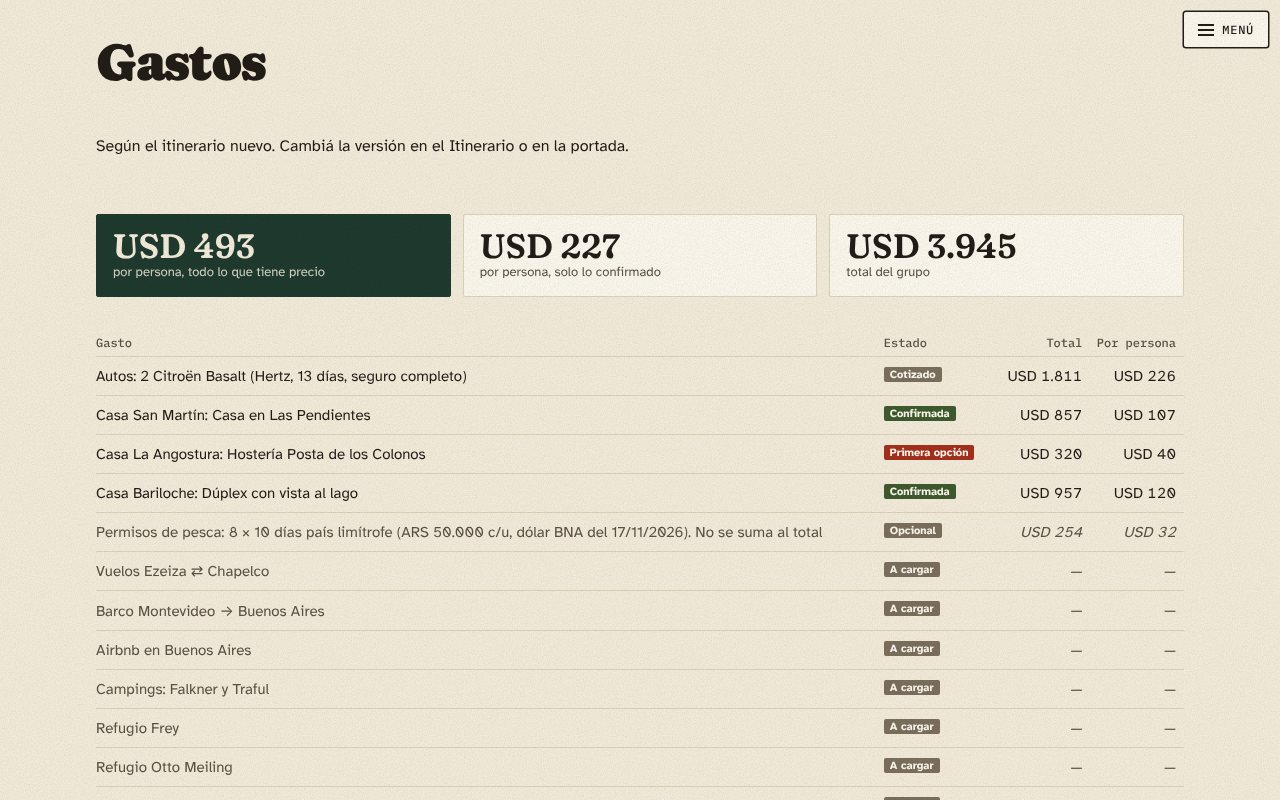 MENÚ
Gastos
Según el itinerario nuevo. Cambiá la versión en el Itinerario o en la portada.
USD 493
por persona, todo lo que tiene precio
USD 227
por persona, solo lo confirmado
USD 3.945
total del grupo
Gasto Estado Total Por persona
Autos: 2 Citroën Basalt (Hertz, 13 días, seguro completo) Cotizado USD 1.811 USD 226
Casa San Martín: Casa en Las Pendientes Confirmada USD 857 USD 107
Casa La Angostura: Hostería Posta de los Colonos Primera opción USD 320 USD 40
Casa Bariloche: Dúplex con vista al lago Confirmada USD 957 USD 120
Permisos de pesca: 8 × 10 días país limítrofe (ARS 50.000 c/u, dólar BNA del 17/11/2026). No se suma al total Opcional USD 254 USD 32
Vuelos Ezeiza ⇄ Chapelco A cargar — —
Barco Montevideo → Buenos Aires A cargar — —
Airbnb en Buenos Aires A cargar — —
Campings: Falkner y Traful A cargar — —
Refugio Frey A cargar — —
Refugio Otto Meiling A cargar — —